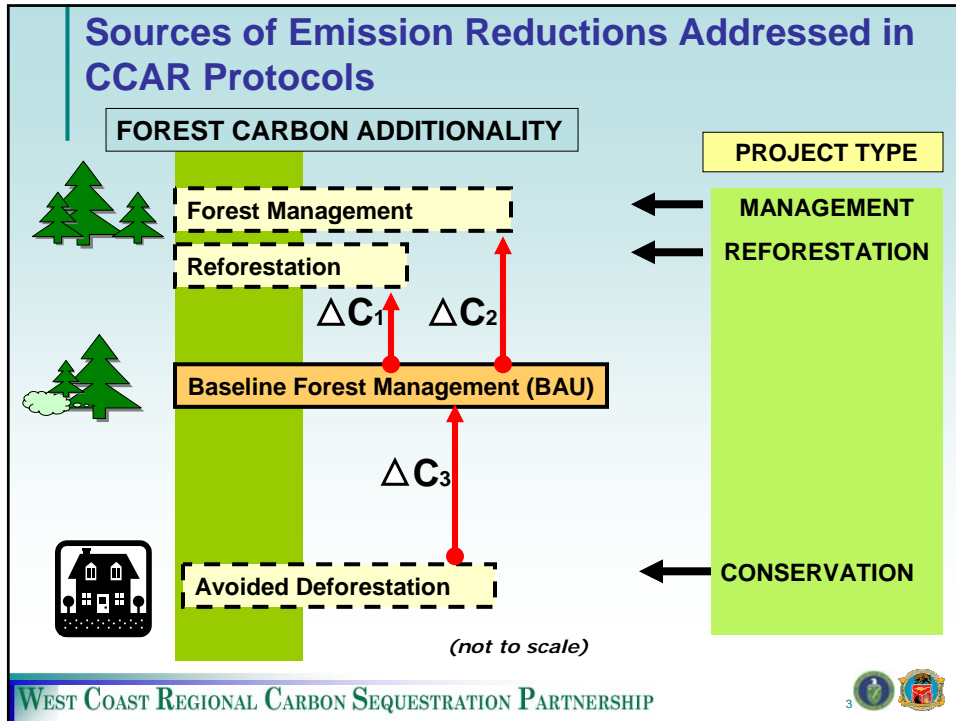 Sources of Emission Reductions Addressed in
CCAR Protocols
FOREST CARBON ADDITIONALITY
PROJECT TYPE
Forest Management
MANAGEMENT
Reforestation
REFORESTATION
△C1
△C2
Baseline Forest Management (BAU)
△C3
Avoided Deforestation
CONSERVATION
(not to scale)
WEST COAST REGIONAL CARBON SEQUESTRATION PARTNERSHIP
3